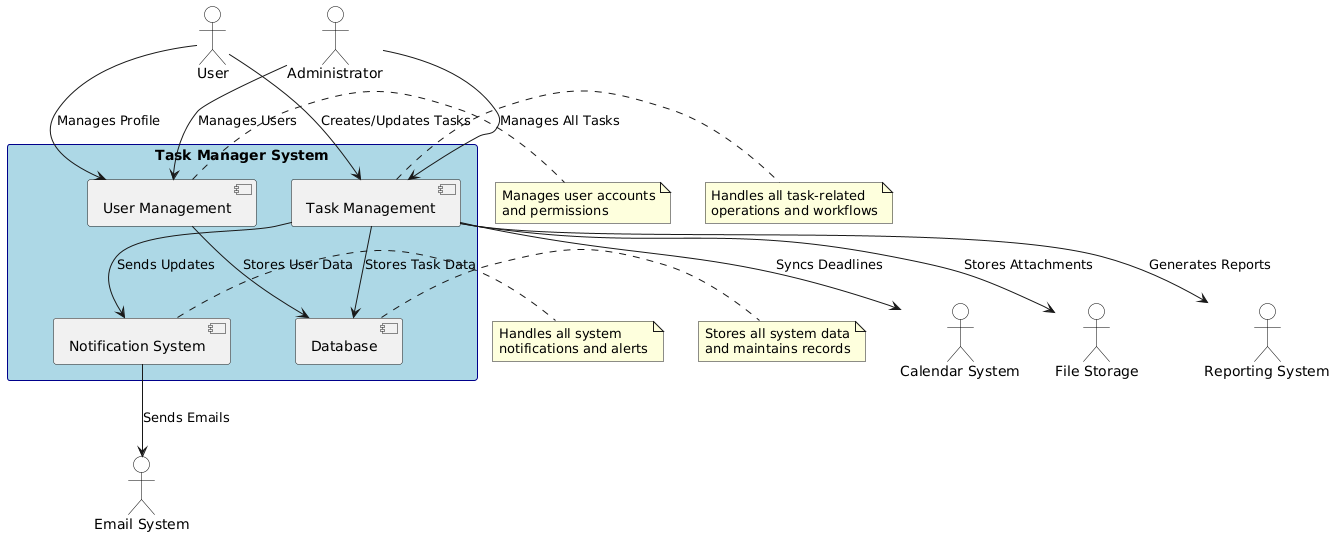 User
Administrator
Manages Profile
Manages Users
Creates/Updates Tasks
Manages All Tasks
Task Manager System
User Management
Task Management
Manages user accounts
and permissions
Handles all task-related
operations and workflows
Sends Updates
Stores User Data
Stores Task Data
Syncs Deadlines
Stores Attachments
Generates Reports
Notification System
Database
Handles all system
notifications and alerts
Stores all system data
and maintains records
Calendar System
File Storage
Reporting System
Sends Emails
Email System